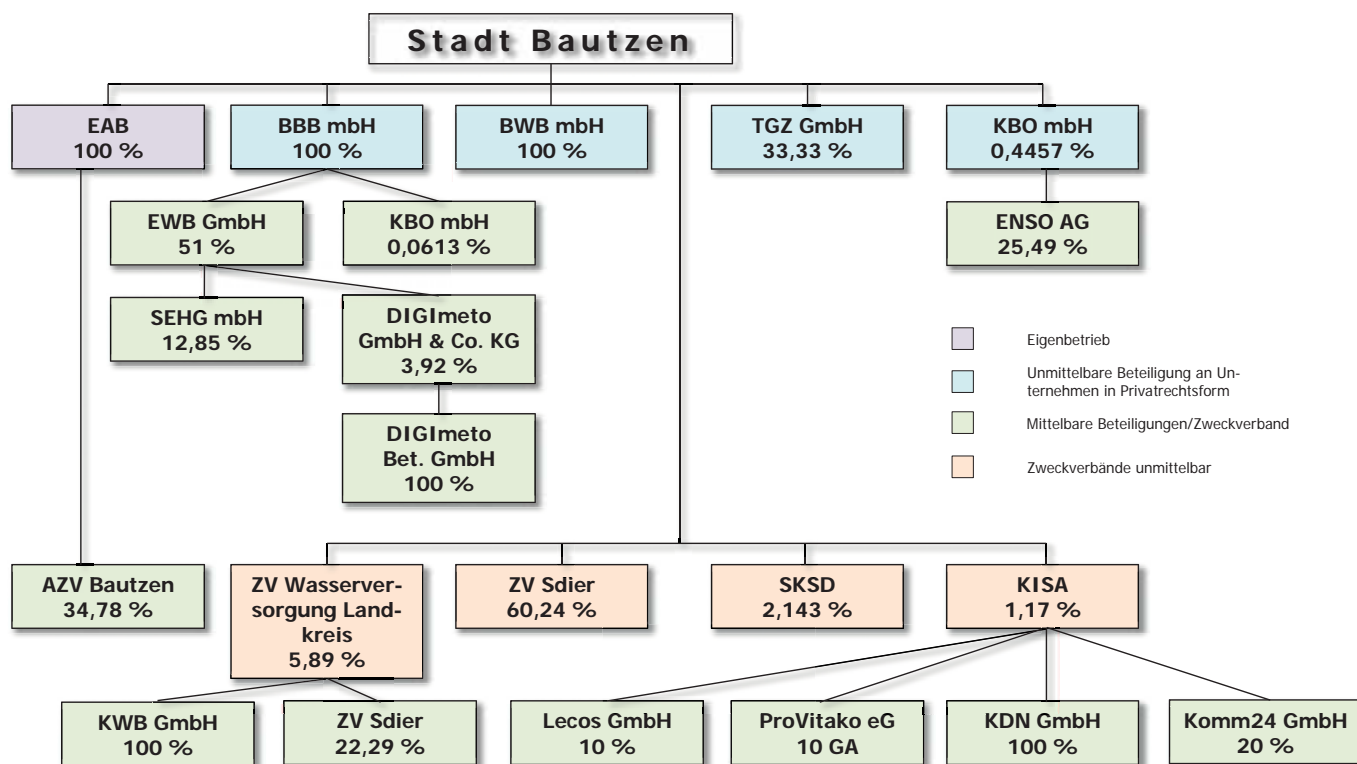 Stadt Bautzen
EAB
100 %
BBB mbH
100 %
BWB mbH
100 %
TGZ GmbH
33,33 %
KBO mbH
0,4457 %
EWB GmbH
51 %
KBO mbH
0,0613 %
ENSO AG
25,49 %
SEHG mbH
12,85 %
DIGImeto
GmbH & Co. KG
3,92 %
DIGImeto
Bet. GmbH
100 %
Eigenbetrieb
Unmittelbare Beteiligung an Un-
ternehmen in Privatrechtsform
Mittelbare Beteiligungen/Zweckverband
Zweckverbände unmittelbar
AZV Bautzen
34,78 %
ZV Wasserver-
sorgung Land-
kreis
5,89 %
ZV Sdier
60,24 %
SKSD
2,143 %
KISA
1,17 %
KWB GmbH
100 %
ZV Sdier
22,29 %
Lecos GmbH
10 %
ProVitako eG
10 GA
KDN GmbH
100 %
Komm24 GmbH
20 %